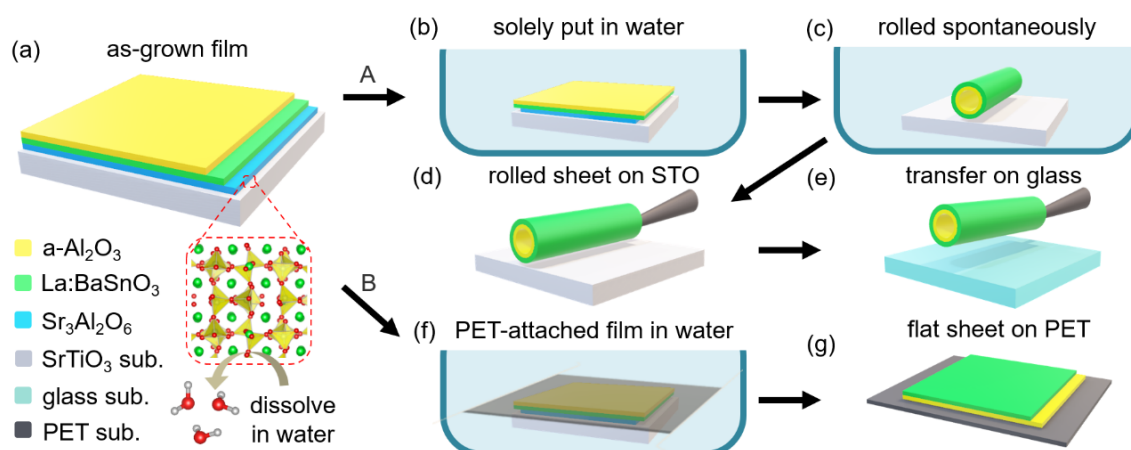 (a) as-grown film
A
(b) solely put in water
(c) rolled spontaneously
(d) rolled sheet on STO
(e) transfer on glass
a-Al₂O₃
La:BaSnO₃
Sr₃Al₂O₆
SrTiO₃ sub.
glass sub.
PET sub.
dissolve
in water
B
(f) PET-attached film in water
(g) flat sheet on PET